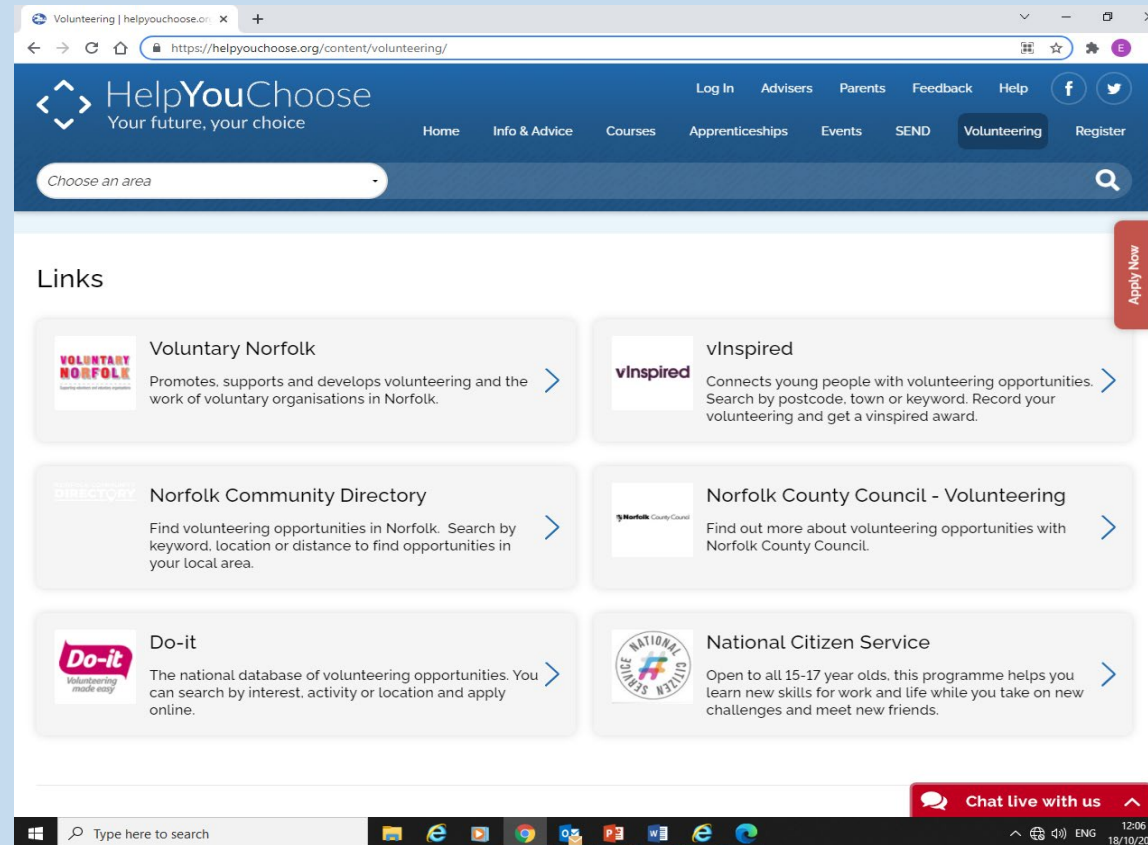 Volunteering | helpyouchoose.or
https://helpyouchoose.org/content/volunteering/
E
HelpYouChoose
Your future, your choice
Log In Advisers Parents Feedback Help
Home Info & Advice Courses Apprenticeships Events SEND Volunteering Register
Choose an area
Apply Now
Links
VOLUNTARY
NORFOLK
Voluntary Norfolk
Promotes, supports and develops volunteering and the
work of voluntary organisations in Norfolk.
vInspired
vInspired
Connects young people with volunteering opportunities.
Search by postcode, town or keyword. Record your
volunteering and get a vinspired award.
DIRECTORY
Norfolk Community Directory
Find volunteering opportunities in Norfolk. Search by
keyword, location or distance to find opportunities in
your local area.
Norfolk County Council
Norfolk County Council - Volunteering
Find out more about volunteering opportunities with
Norfolk County Council.
Do-it
Volunteering
made easy
Do-it
The national database of volunteering opportunities. You
can search by interest, activity or location and apply
online.
NATIONAL CITIZEN SERVICE
National Citizen Service
Open to all 15-17 year olds, this programme helps you
learn new skills for work and life while you take on new
challenges and meet new friends.
Chat live with us
Type here to search
ENG
12:06
18/10/20